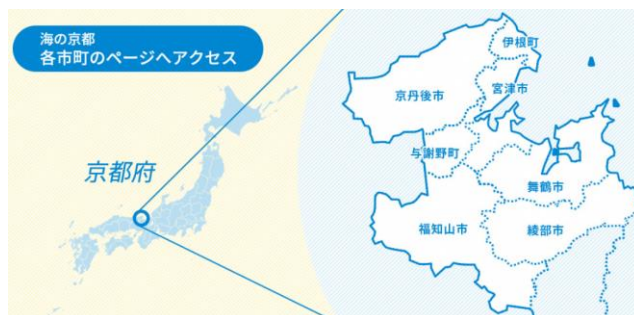 海の京都
各市町のページへアクセス
京都府
伊根町
宮津市
京丹後市
与謝野町
舞鶴市
福知山市
綾部市